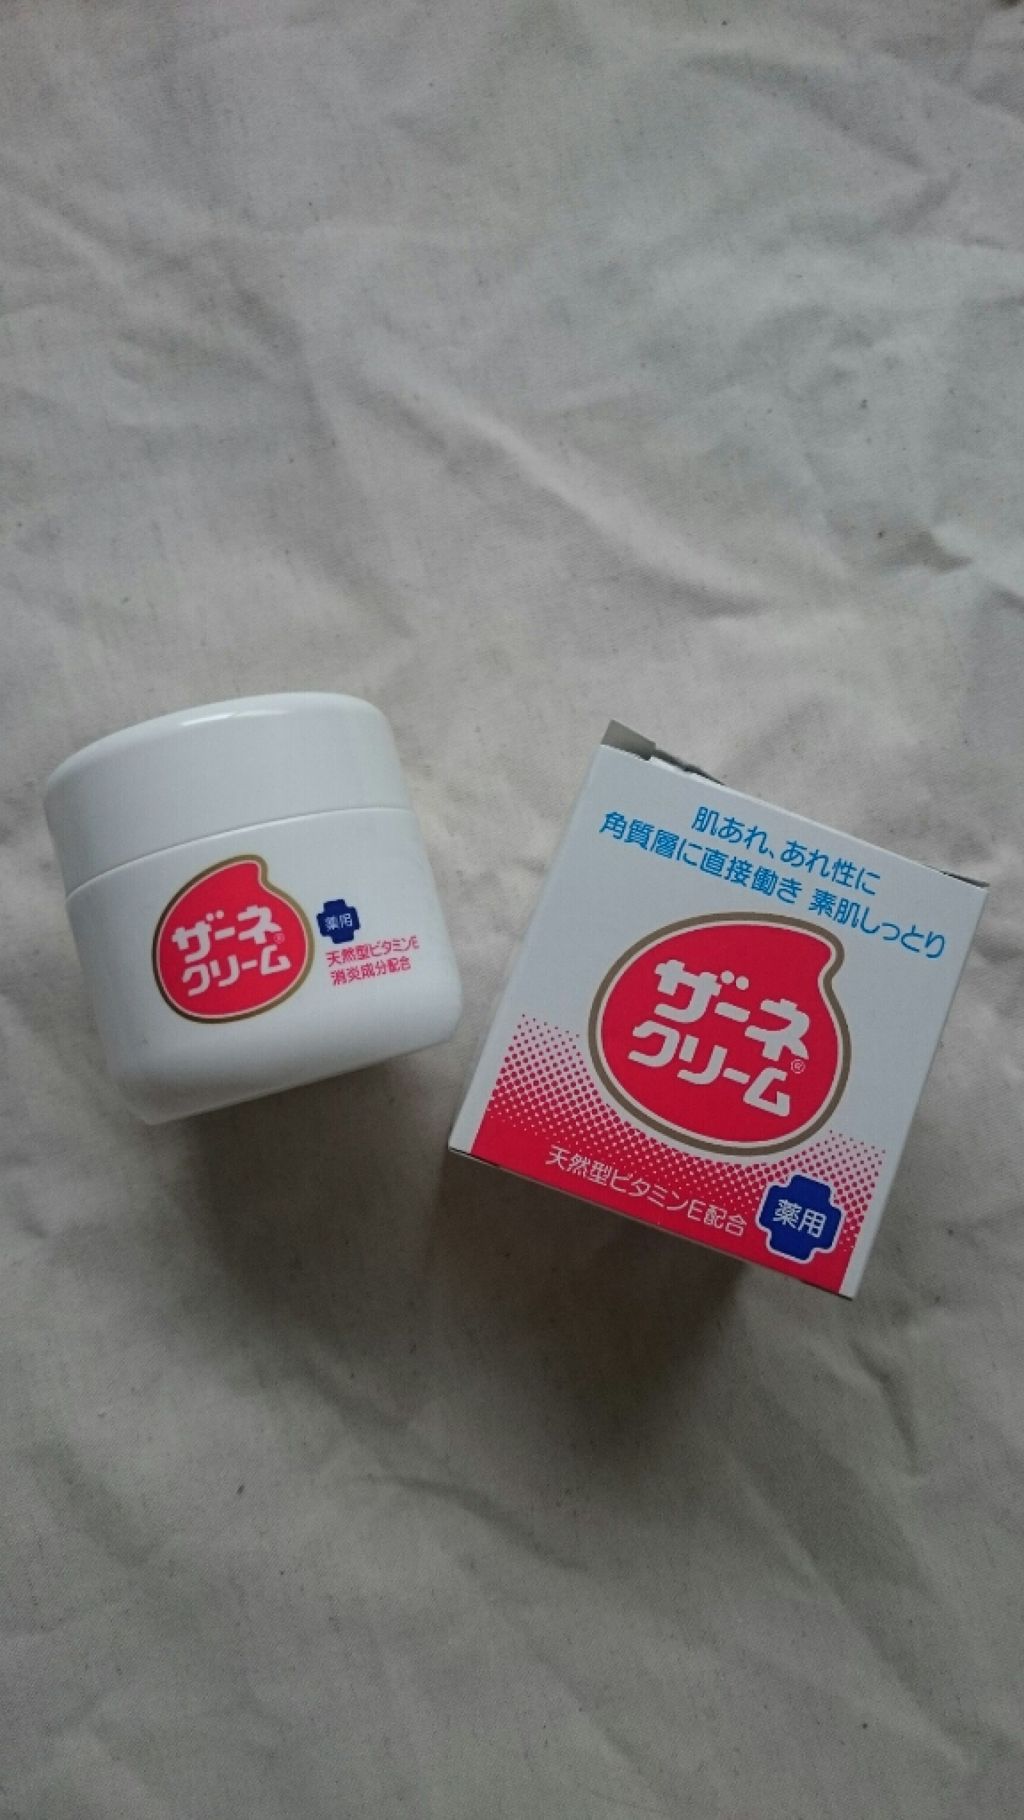 ザーネ®
クリーム
薬用
天然型ビタミンE
消炎成分配合
肌あれ、あれ性に
角質層に直接働き 素肌しっとり
ザーネ
クリーム®
天然型ビタミンE配合
薬用